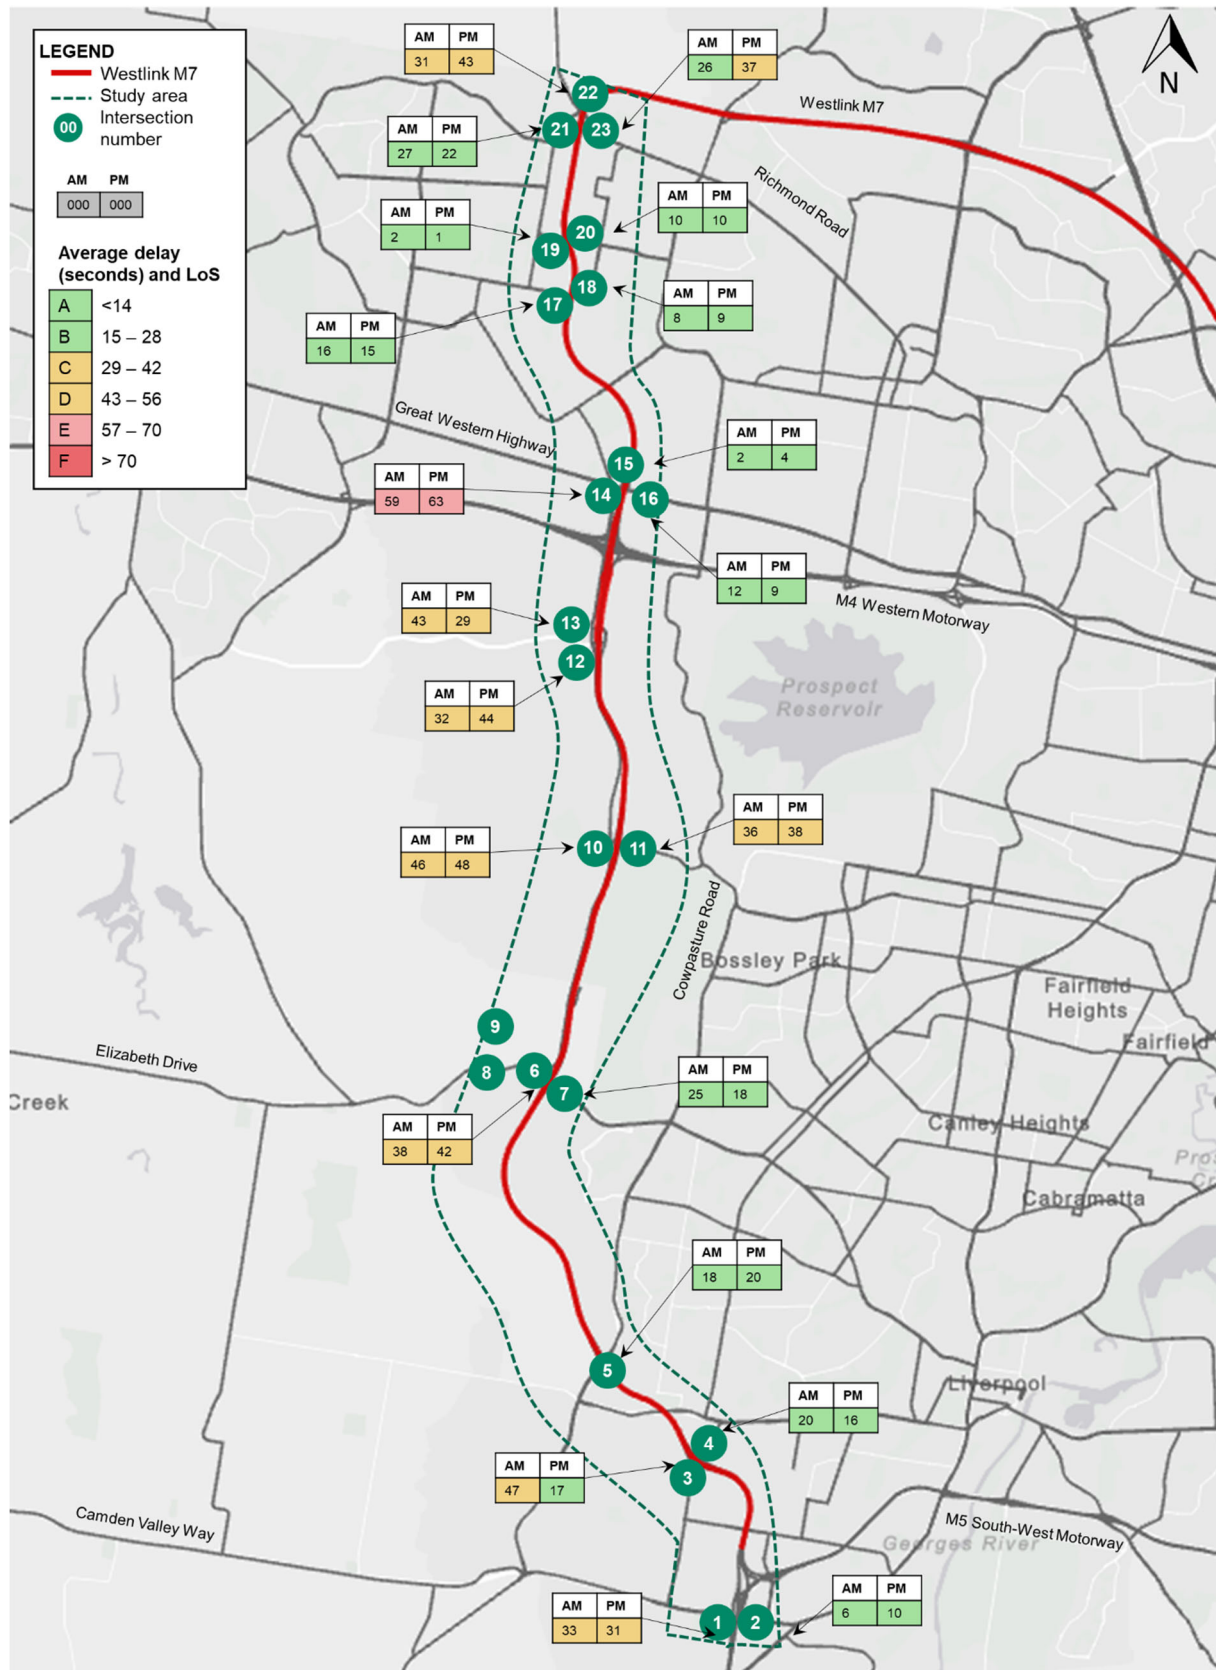 LEGEND
Westlink M7
Study area
00 Intersection
number
AM PM
000 000
Average delay
(seconds) and LoS
A <14
B 15 – 28
C 29 – 42
D 43 – 56
E 57 – 70
F > 70
AM PM
31 43
AM PM
26 37
N
22
Westlink M7
21 23
AM PM
27 22
Richmond Road
AM PM
10 10
AM PM
2 1
20
19
18
AM PM
8 9
17
AM PM
16 15
Great Western Highway
AM PM
2 4
15
AM PM
59 63
14 16
AM PM
12 9
M4 Western Motorway
AM PM
43 29
13
12
AM PM
32 44
Prospect
Reservoir
AM PM
36 38
AM PM
46 48
10 11
Cowpasture Road
Bossley Park
Fairfield
Heights
Fairfield
9
Elizabeth Drive
8 6
7
AM PM
25 18
Creek
AM PM
38 42
Canley Heights
Cabramatta
AM PM
18 20
5
Liverpool
AM PM
20 16
4
AM PM
47 17
3
Camden Valley Way
M5 South-West Motorway
Georges River
AM PM
6 10
AM PM
33 31
1 2